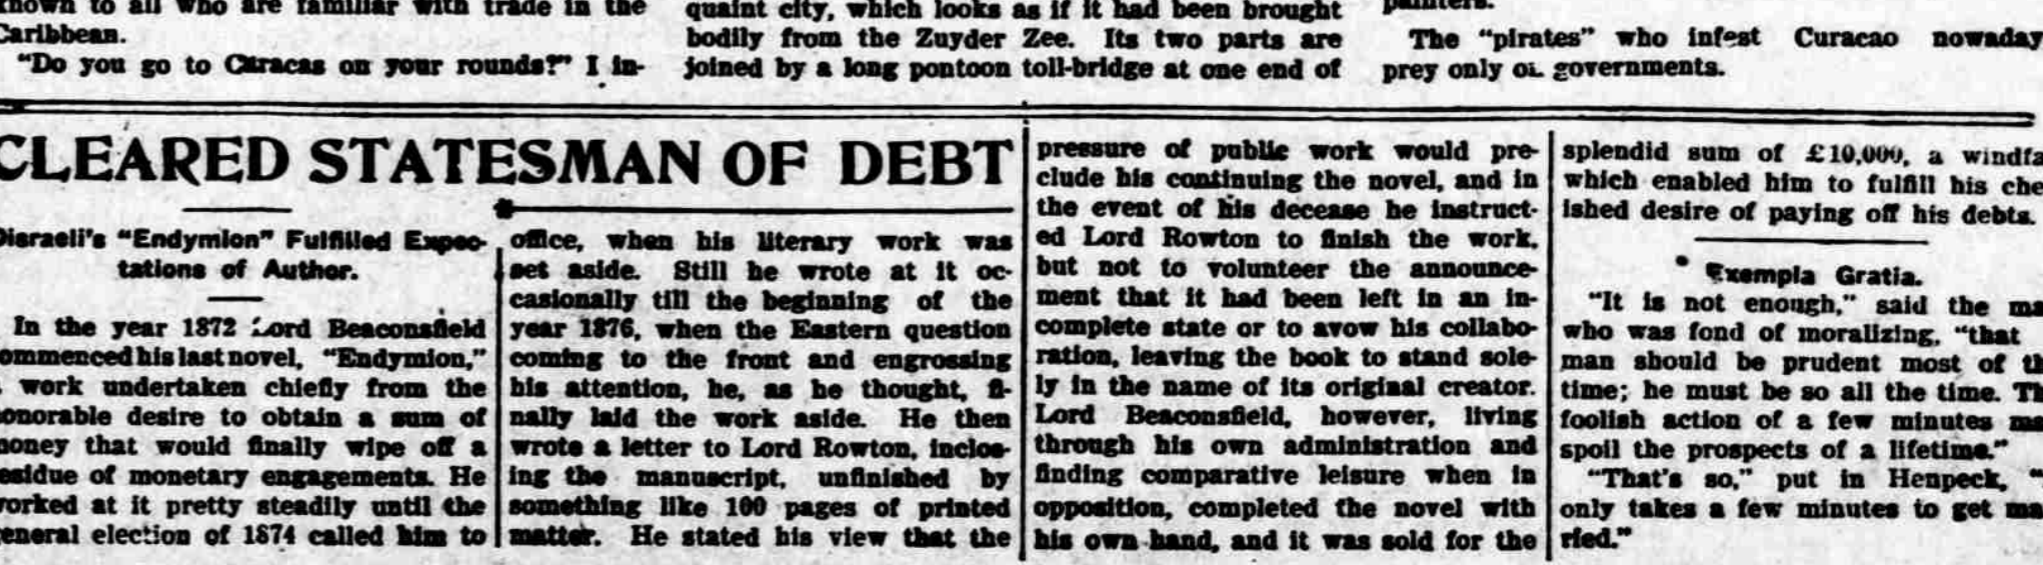 known to all who are familiar with trade in the
Caribbean.
"Do you go to Caracas on your rounds?" I in-
quaint city, which looks as if it had been brought
bodily from the Zuyder Zee. Its two parts are
joined by a long pontoon toll-bridge at one end of
painters.
The "pirates" who infest Curacao nowaday
prey only on governments.
CLEARED STATESMAN OF DEBT
Disraeli's "Endymion" Fulfilled Expec-
tations of Author.
In the year 1872 Lord Beaconsfield
ommenced his last novel, "Endymion,"
work undertaken chiefly from the
onorable desire to obtain a sum of
oney that would finally wipe off a
esidue of monetary engagements. He
orked at it pretty steadily until the
eneral election of 1874 called him to
office, when his literary work was
set aside. Still he wrote at it oc-
casionally till the beginning of the
year 1876, when the Eastern question
coming to the front and engrossing
his attention, he, as he thought, fi-
nally laid the work aside. He then
wrote a letter to Lord Rowton, inclos-
ing the manuscript, unfinished by
something like 100 pages of printed
matter. He stated his view that the
pressure of public work would pre-
clude his continuing the novel, and in
the event of his decease he instruct-
ed Lord Rowton to finish the work,
but not to volunteer the announce-
ment that it had been left in an in-
complete state or to avow his collabo-
ration, leaving the book to stand sole-
ly in the name of its original creator.
Lord Beaconsfield, however, living
through his own administration and
finding comparative leisure when in
opposition, completed the novel with
his own hand, and it was sold for the
splendid sum of £10,000, a windfa
which enabled him to fulfill his che
ished desire of paying off his debts.
Exempla Gratia.
"It is not enough," said the ma
who was fond of moralizing, "that
man should be prudent most of th
time; he must be so all the time. Th
foolish action of a few minutes ma
spoil the prospects of a lifetime."
"That's so," put in Henpeck, "
only takes a few minutes to get ma
ried."